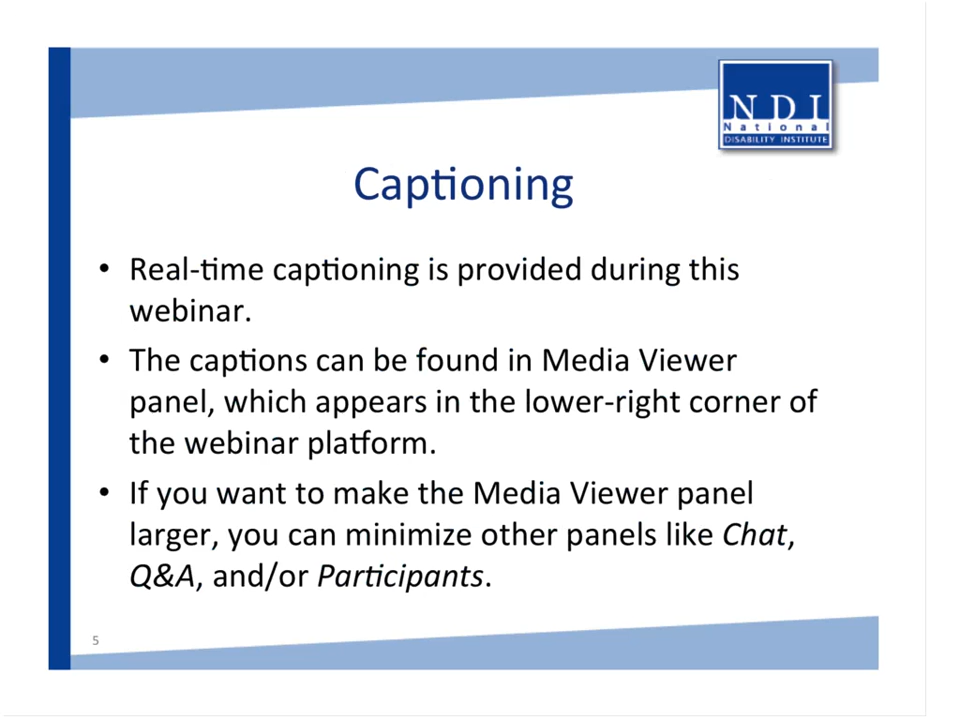 NDI
National
DISABILITY INSTITUTE
Captioning
• Real-time captioning is provided during this
webinar.
• The captions can be found in Media Viewer
panel, which appears in the lower-right corner of
the webinar platform.
• If you want to make the Media Viewer panel
larger, you can minimize other panels like Chat,
Q&A, and/or Participants.
5